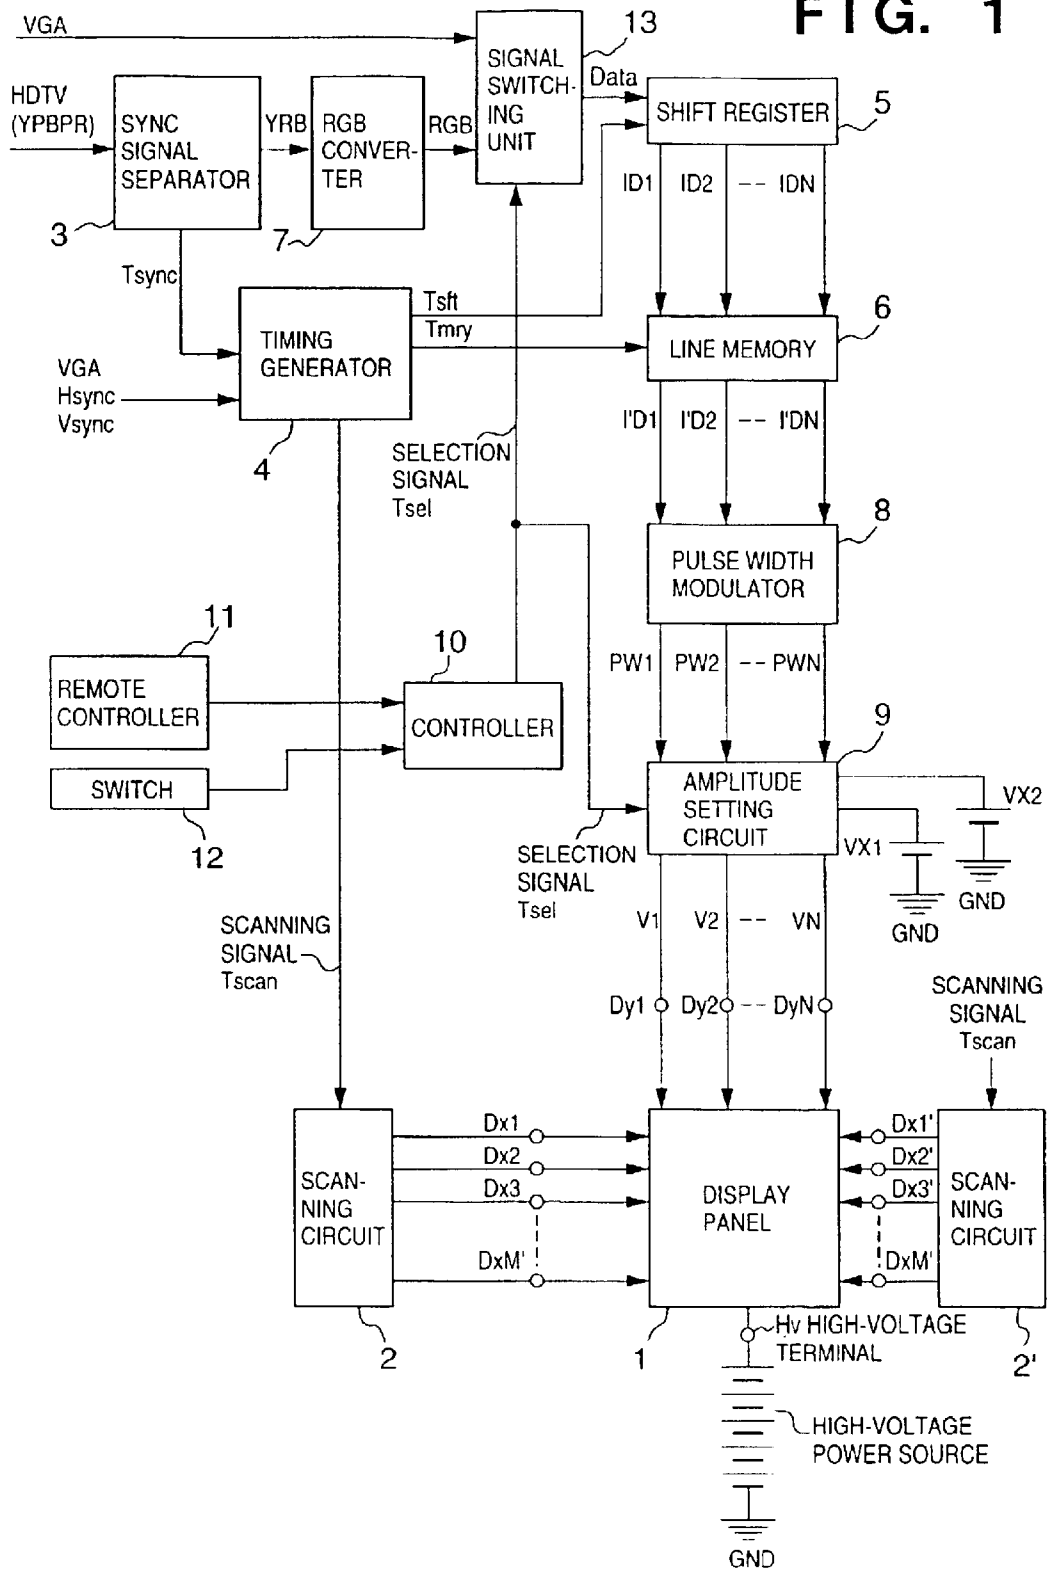 FIG. 1
VGA
13
SIGNAL
SWITCH-
ING
UNIT
Data
HDTV
(YPBPR)
SYNC
SIGNAL
SEPARATOR
YRB
RGB
CONVER-
TER
RGB
SHIFT REGISTER
5
3
7
ID1 ID2 -- IDN
Tsync
Tsft
Tmry
TIMING
GENERATOR
6
LINE MEMORY
VGA
Hsync
Vsync
4
I'D1 I'D2 -- I'DN
SELECTION
SIGNAL
Tsel
8
PULSE WIDTH
MODULATOR
11
10
PW1 PW2 -- PWN
REMOTE
CONTROLLER
CONTROLLER
9
SWITCH
12
AMPLITUDE
SETTING
CIRCUIT
VX2
VX1
SELECTION
SIGNAL
Tsel
GND
GND
V1 V2 -- VN
SCANNING
SIGNAL
Tscan
SCANNING
SIGNAL
Tscan
Dy1 Dy2 -- DyN
SCAN-
NING
CIRCUIT
Dx1
Dx2
Dx3
DxM'
DISPLAY
PANEL
Dx1'
Dx2'
Dx3'
DxM'
SCAN-
NING
CIRCUIT
2
1
Hv HIGH-VOLTAGE
TERMINAL
2'
HIGH-VOLTAGE
POWER SOURCE
GND